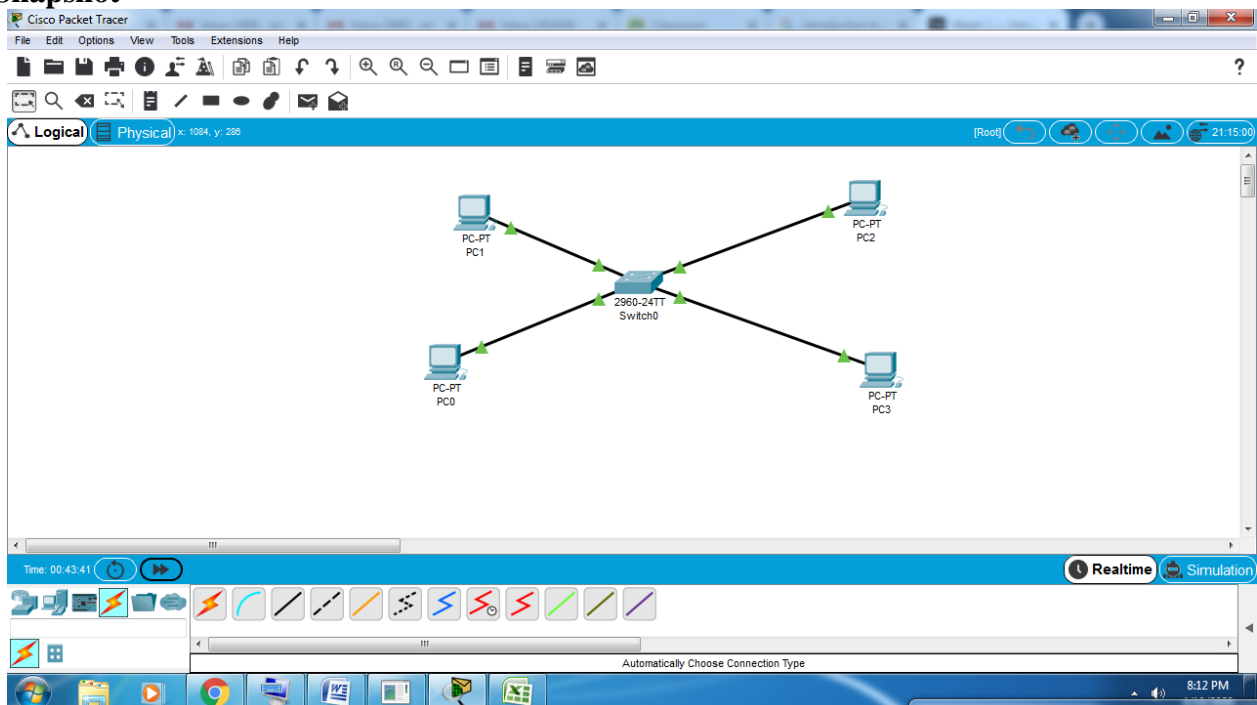 Snapshot
Cisco Packet Tracer
File Edit Options View Tools Extensions Help
?
Logical Physical x: 1084, y: 286 [Root] 21:15:00
PC-PT
PC1
PC-PT
PC2
2960-24TT
Switch0
PC-PT
PC0
PC-PT
PC3
Time: 00:43:41 Realtime Simulation
Automatically Choose Connection Type
8:12 PM